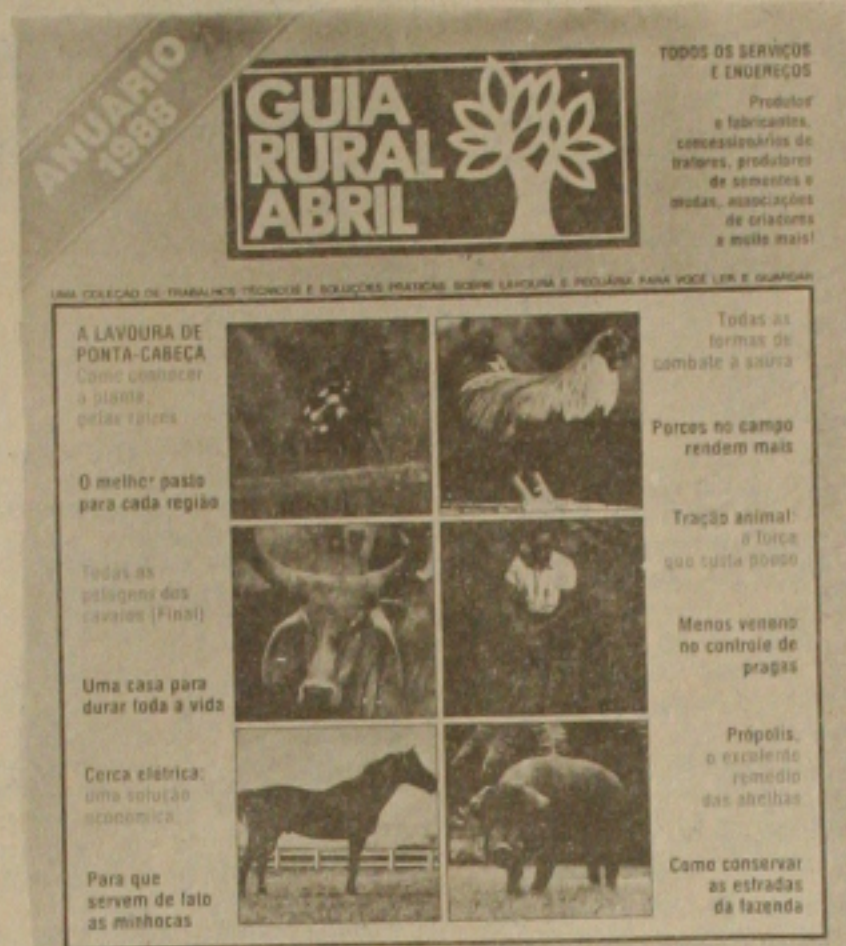 ANUÁRIO
1988
GUIA
RURAL
ABRIL
TODOS OS SERVIÇOS
E ENDEREÇOS
Produtos
e fabricantes,
concessionários de
tratores, produtores
de sementes e
mudas, associações
de criadores
e muito mais!
UMA COLEÇÃO DE TRABALHOS TÉCNICOS E SOLUÇÕES PRÁTICAS SOBRE LAVOURA E PECUÁRIA PARA VOCÊ LER E GUARDAR
A LAVOURA DE
PONTA-CABEÇA
Como conhecer
a planta,
pelas raízes
O melhor pasto
para cada região
Todas as
pelagens dos
cavalos (Final)
Uma casa para
durar toda a vida
Cerca elétrica:
uma solução
econômica
Para que
servem de fato
as minhocas
Todas as
formas de
combate à saúva
Porcos no campo
rendem mais
Tração animal:
a força
que custa pouco
Menos veneno
no controle de
pragas
Própolis,
o excelente
remédio
das abelhas
Como conservar
as estradas
da fazenda